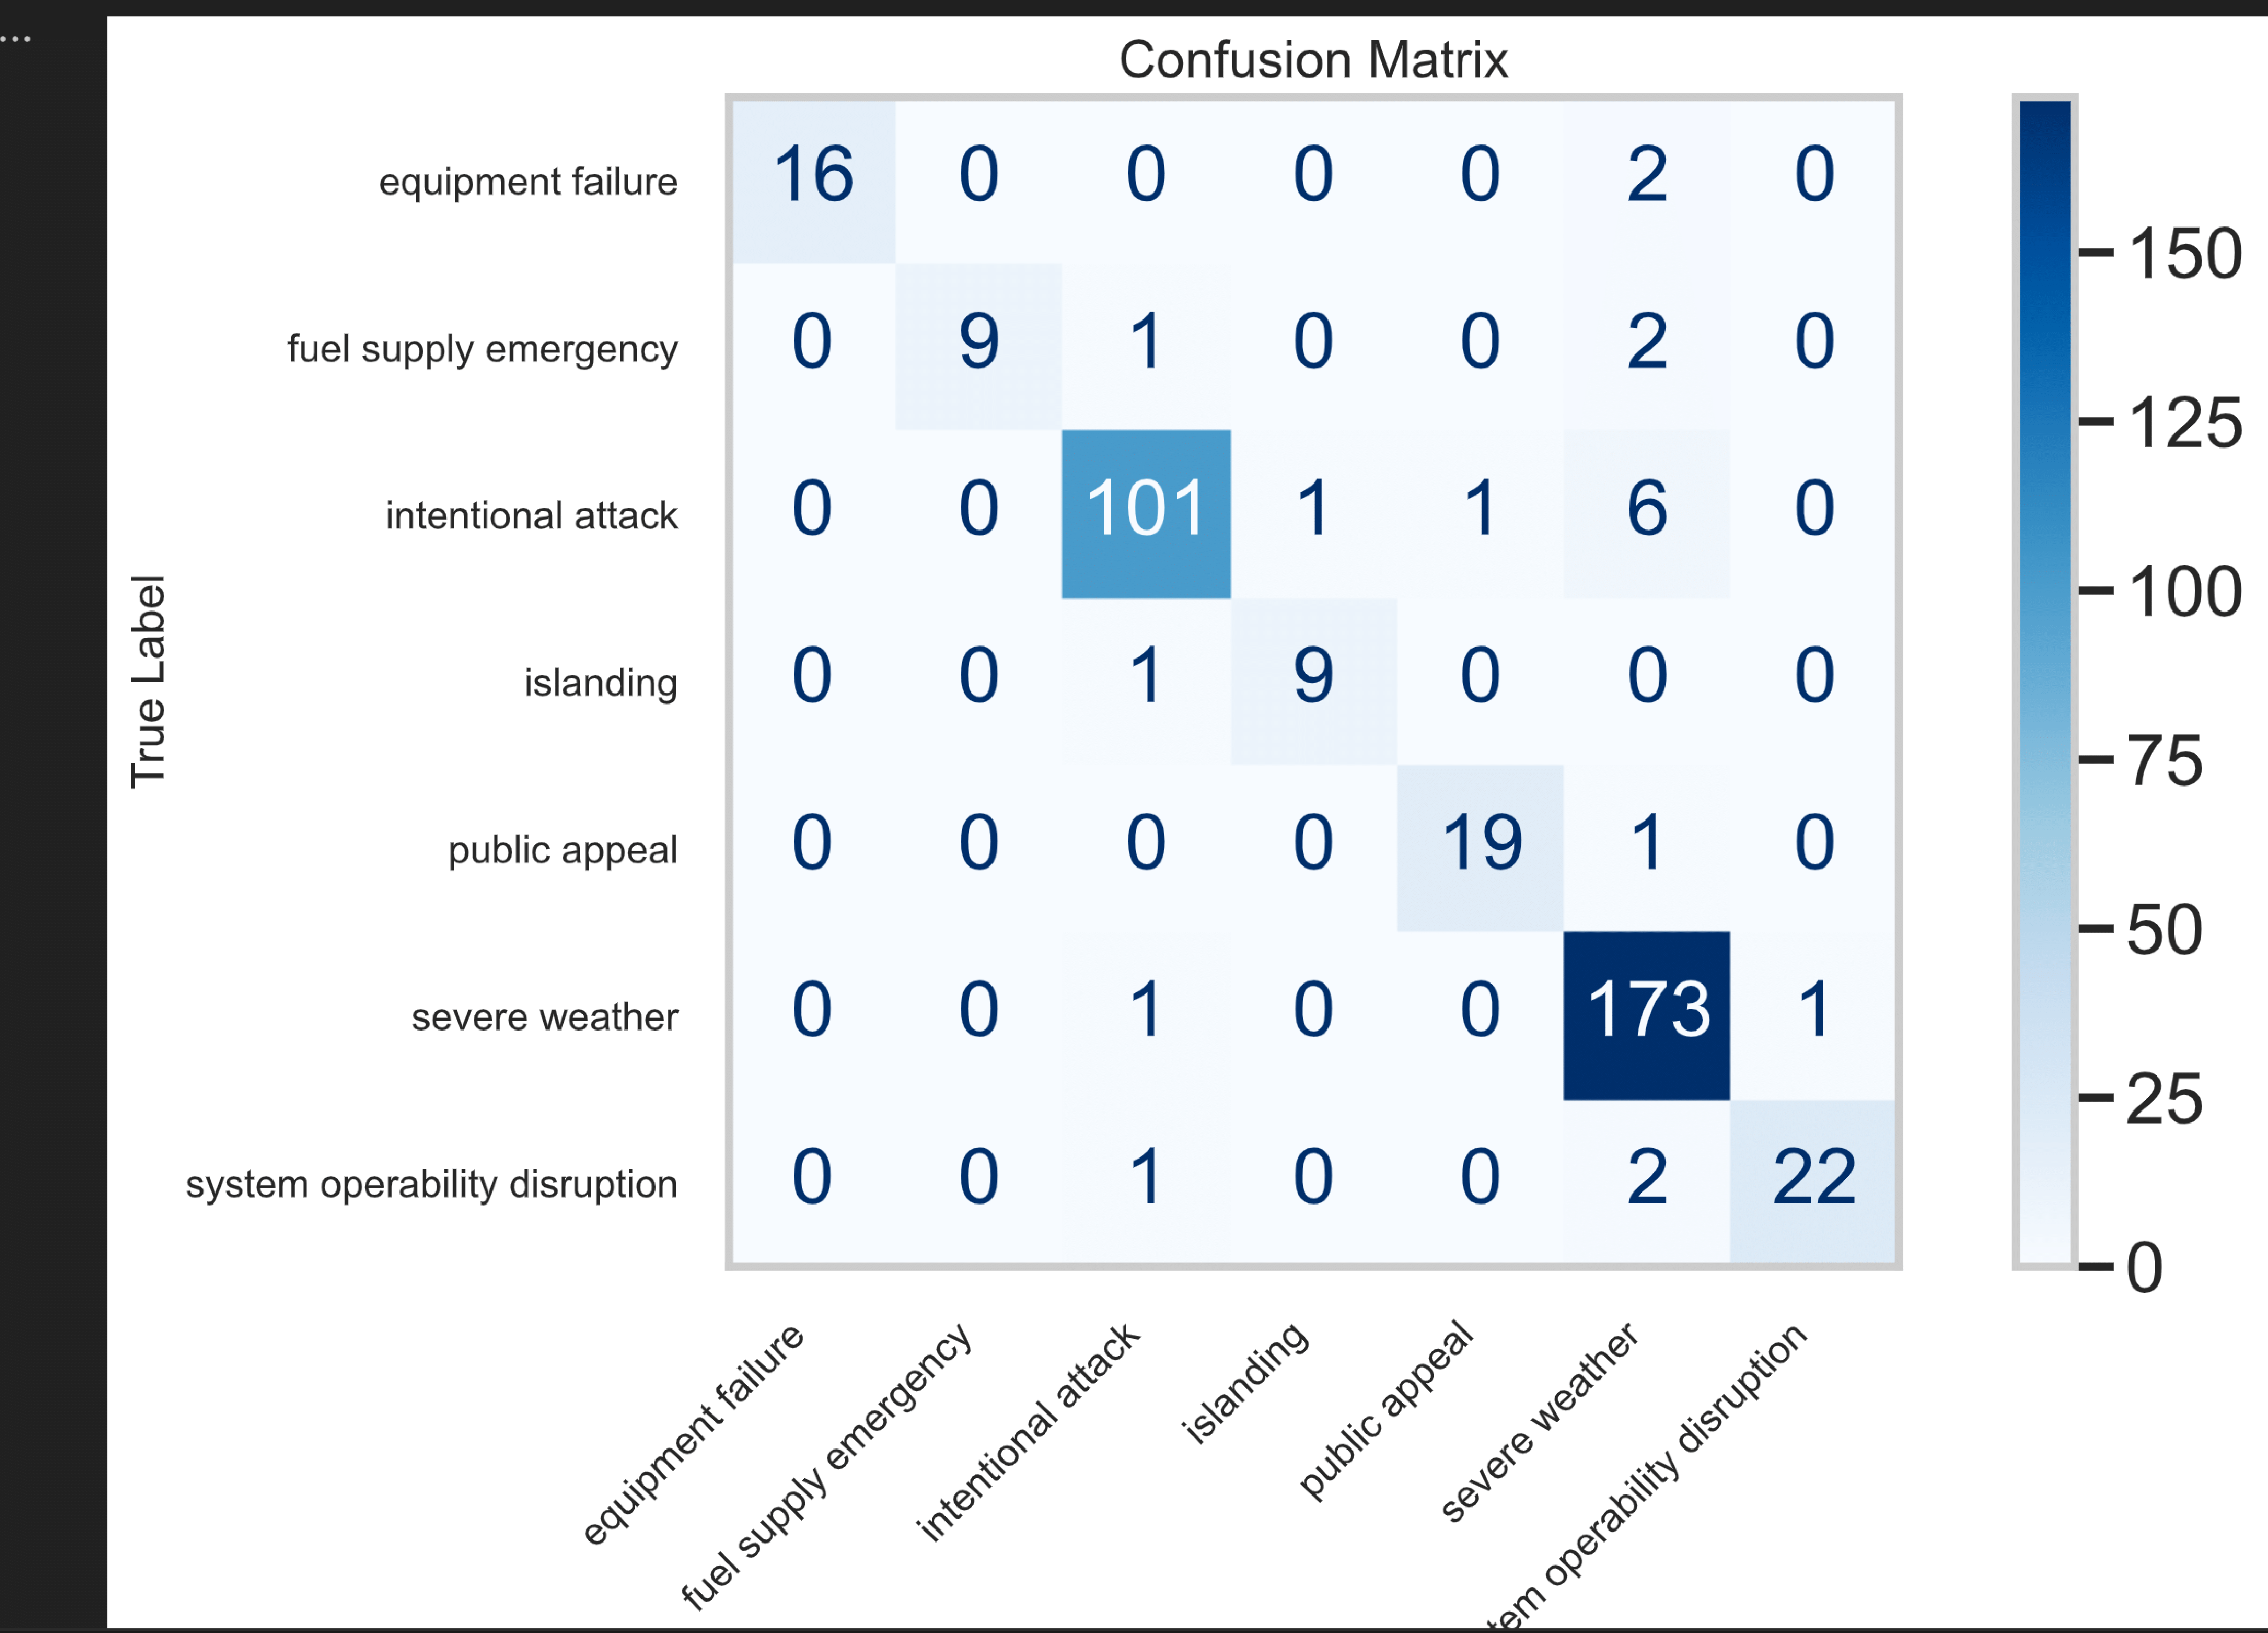 ...
Confusion Matrix
equipment failure 16 0 0 0 0 2 0
fuel supply emergency 0 9 1 0 0 2 0
intentional attack 0 0 101 1 1 6 0
islanding 0 0 1 9 0 0 0
public appeal 0 0 0 0 19 1 0
severe weather 0 0 1 0 0 173 1
system operability disruption 0 0 1 0 0 2 22
True Label
150
125
100
75
50
25
0
equipment failure
fuel supply emergency
intentional attack
islanding
public appeal
severe weather
tem operability disruption